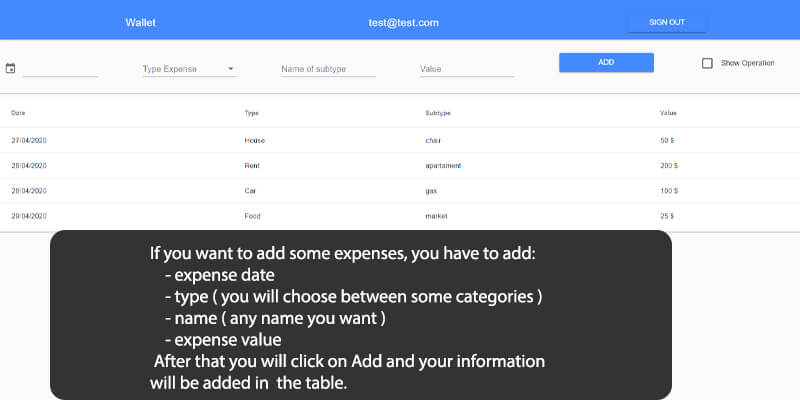 Wallet test@test.com SIGN OUT
Type Expense Name of subtype Value ADD Show Operation
Date Type Subtype Value
27/04/2020 House chair 50 $
28/04/2020 Rent apartament 200 $
28/04/2020 Car gas 100 $
29/04/2020 Food market 25 $
If you want to add some expenses, you have to add:
- expense date
- type ( you will choose between some categories )
- name ( any name you want )
- expense value
After that you will click on Add and your information
will be added in the table.